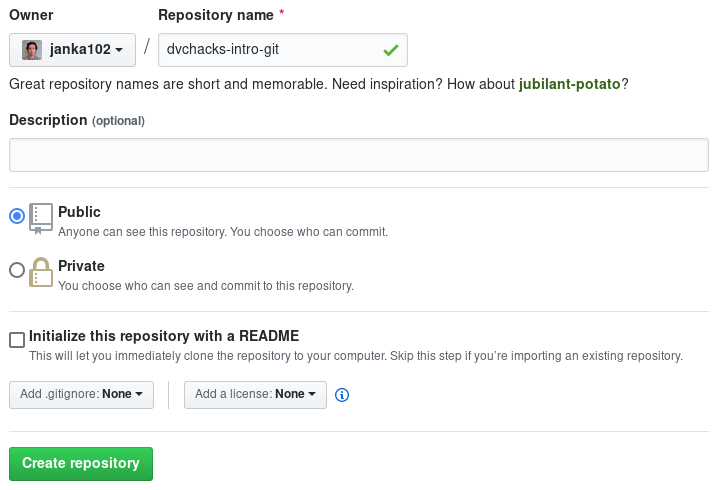 Owner Repository name *
janka102 / dvchacks-intro-git
Great repository names are short and memorable. Need inspiration? How about jubilant-potato?
Description (optional)
Public
Anyone can see this repository. You choose who can commit.
Private
You choose who can see and commit to this repository.
Initialize this repository with a README
This will let you immediately clone the repository to your computer. Skip this step if you’re importing an existing repository.
Add .gitignore: None Add a license: None
Create repository